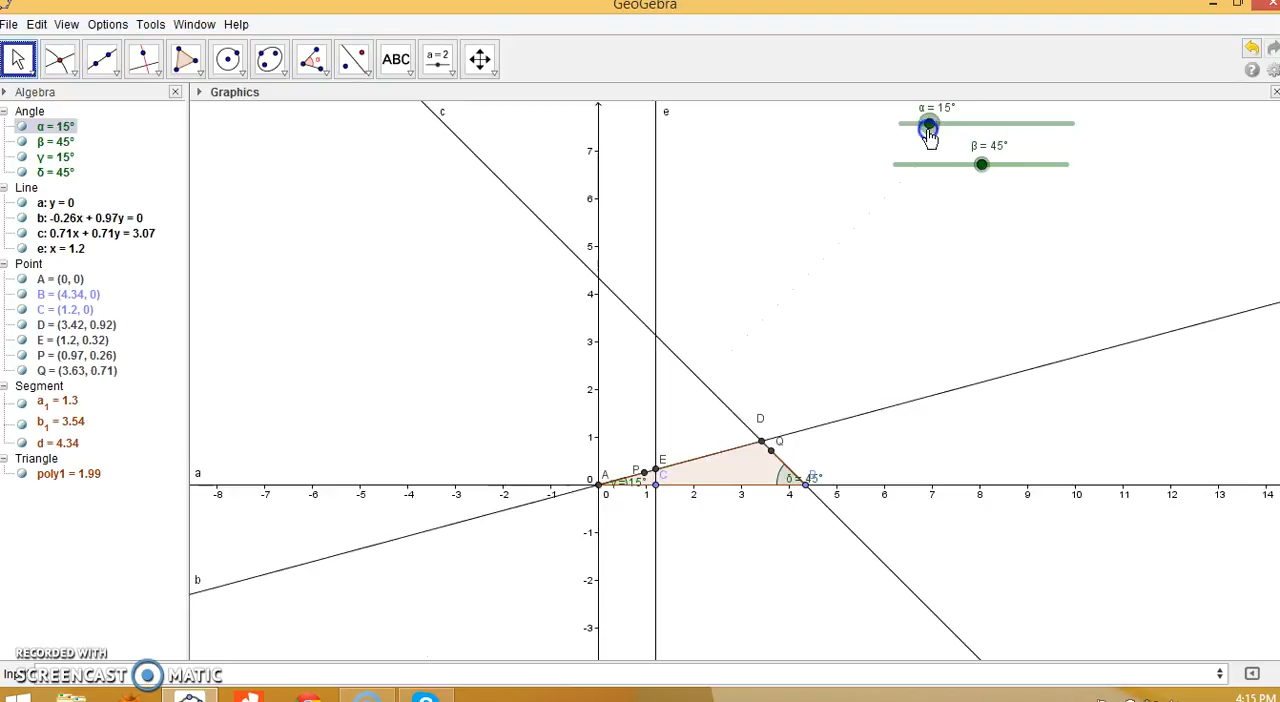 GeoGebra
File Edit View Options Tools Window Help
ABC
a=2
Algebra
Graphics
Angle
α = 15°
β = 45°
γ = 15°
δ = 45°
Line
a: y = 0
b: -0.26x + 0.97y = 0
c: 0.71x + 0.71y = 3.07
e: x = 1.2
Point
A = (0, 0)
B = (4.34, 0)
C = (1.2, 0)
D = (3.42, 0.92)
E = (1.2, 0.32)
P = (0.97, 0.26)
Q = (3.63, 0.71)
Segment
a1 = 1.3
b1 = 3.54
d = 4.34
Triangle
poly1 = 1.99
c
e
α = 15°
β = 45°
7
6
5
4
3
2
1
0
-1
-2
-3
D
Q
E
P
C
A
B
γ = 15°
δ = 45°
a
b
-8 -7 -6 -5 -4 -3 -2 -1 0 1 2 3 4 5 6 7 8 9 10 11 12 13 14
RECORDED WITH
SCREENCAST MATIC
4:15 PM